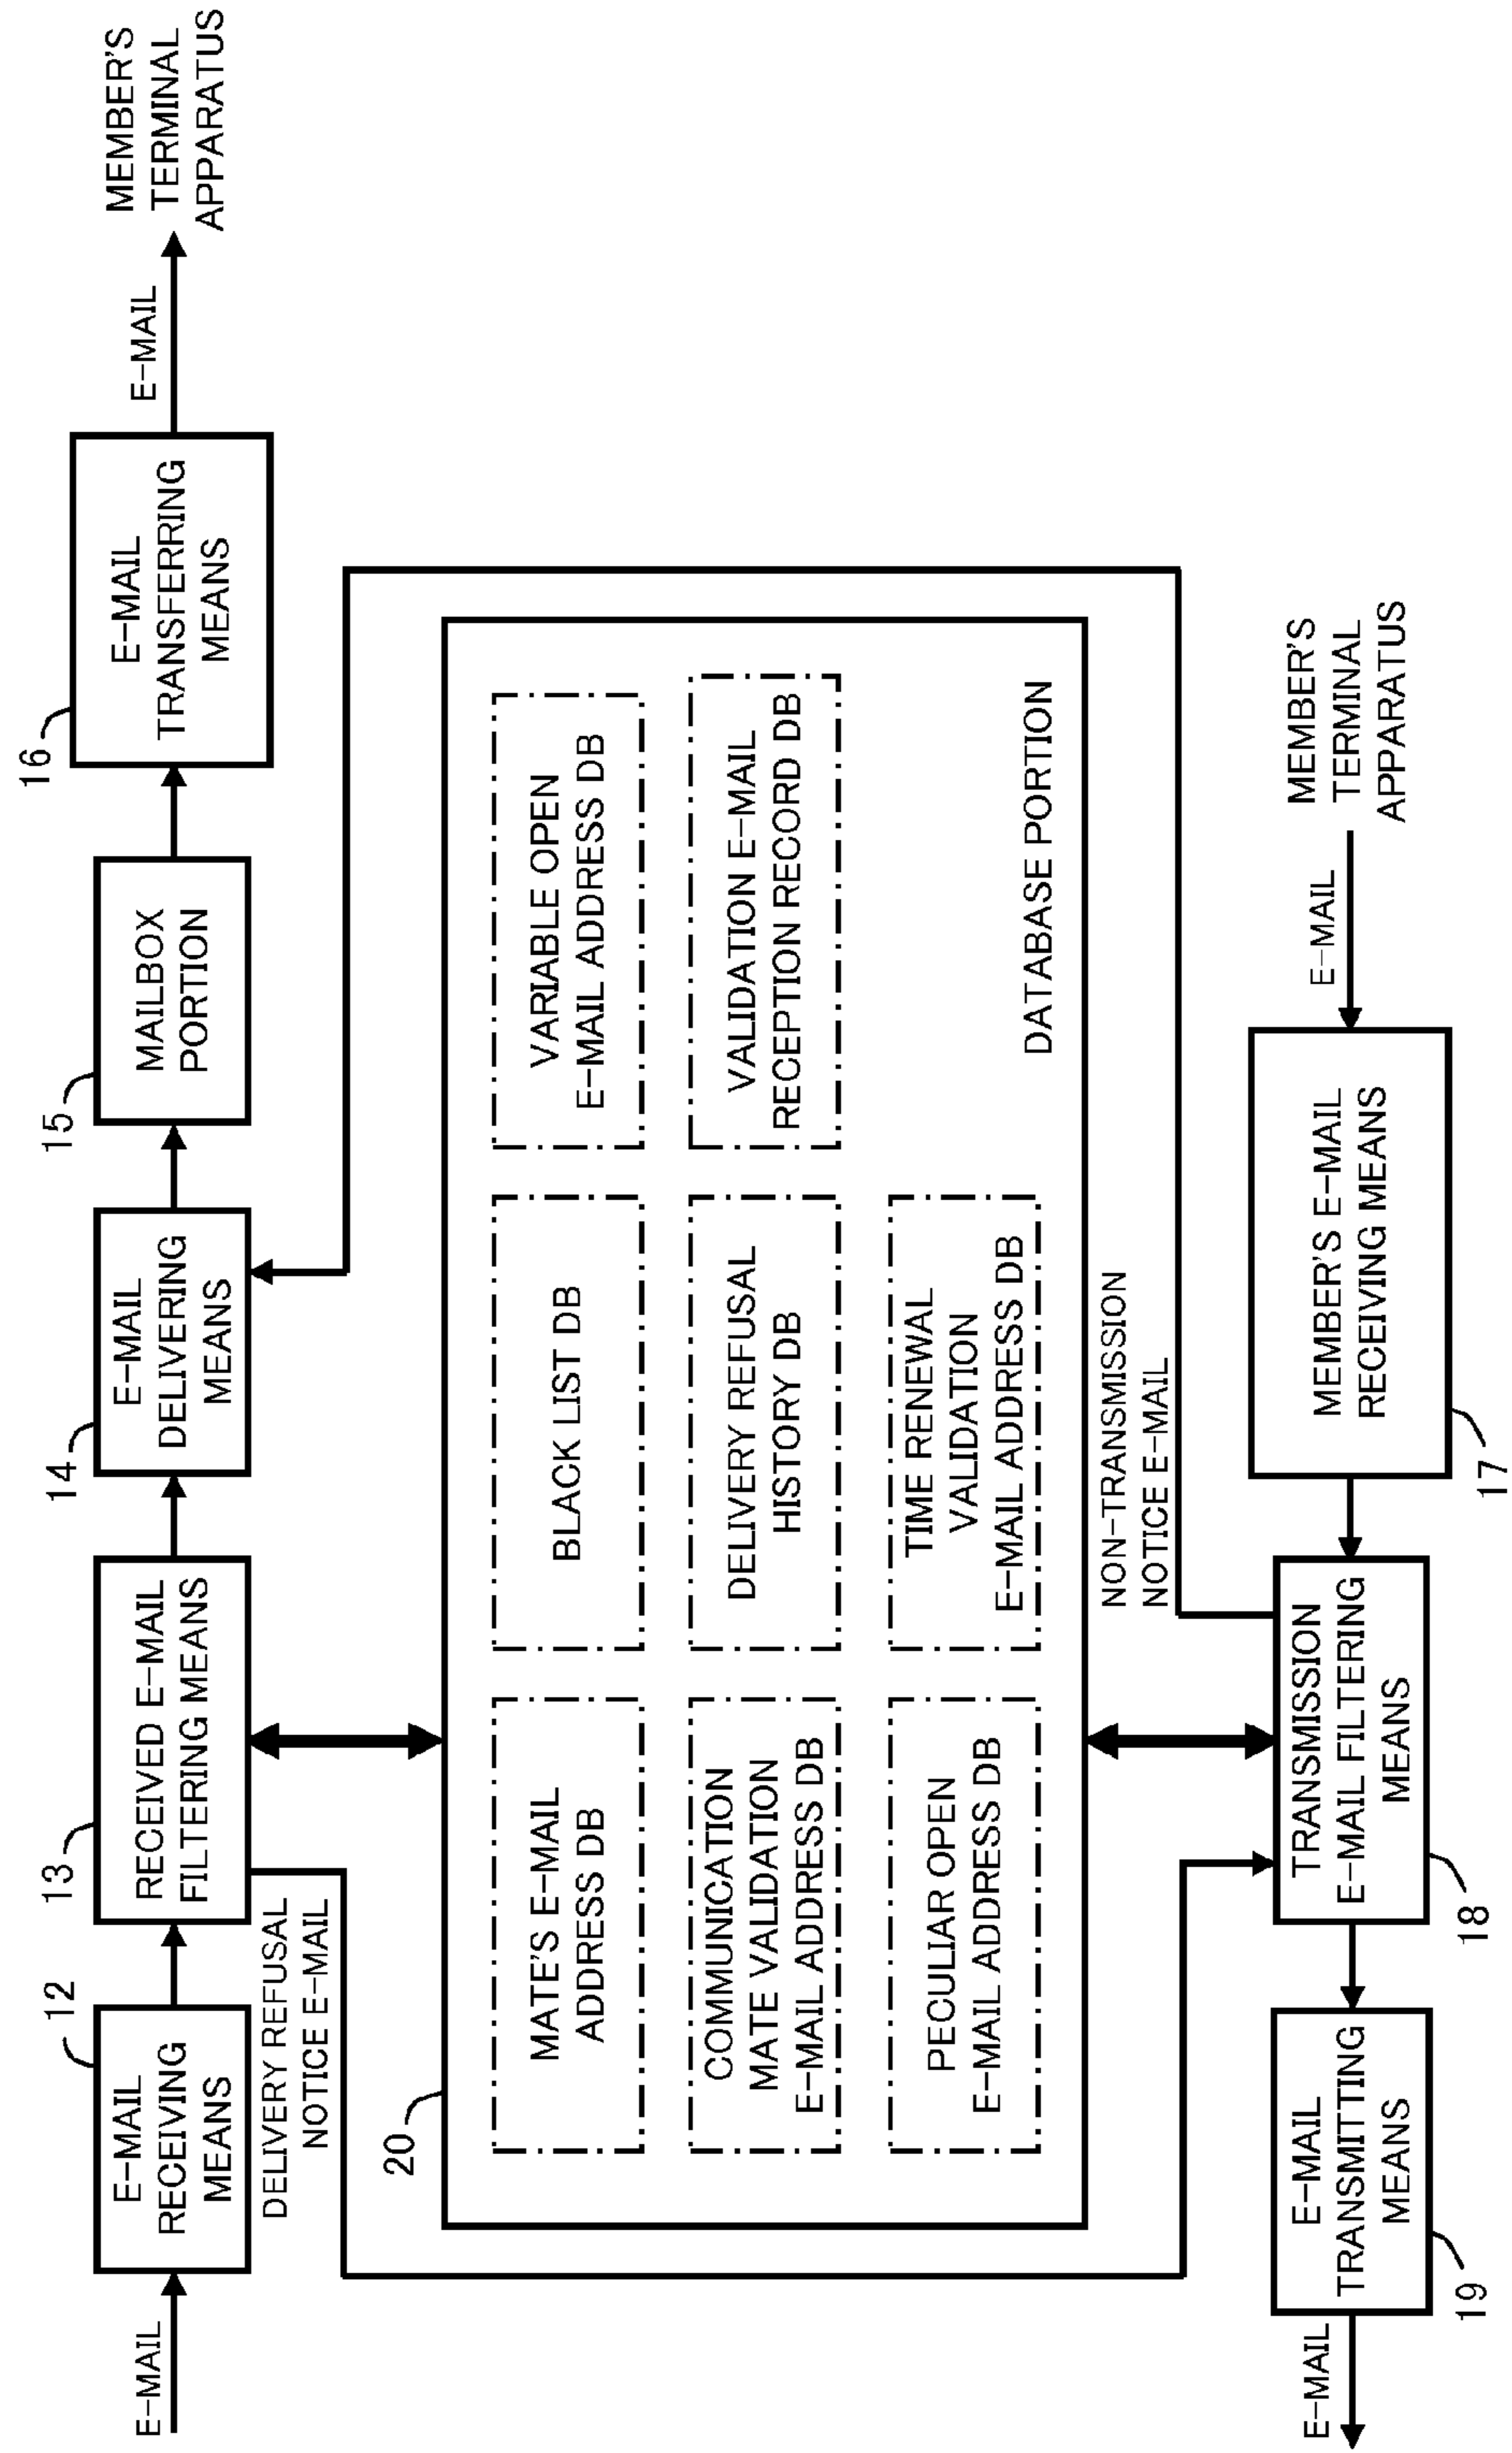 E-MAIL
12
E-MAIL
RECEIVING
MEANS
13
RECEIVED E-MAIL
FILTERING MEANS
14
E-MAIL
DELIVERING
MEANS
15
MAILBOX
PORTION
16
E-MAIL
TRANSFERRING
MEANS
E-MAIL
MEMBER'S
TERMINAL
APPARATUS
DELIVERY REFUSAL
NOTICE E-MAIL
20
MATE'S E-MAIL
ADDRESS DB
BLACK LIST DB
VARIABLE OPEN
E-MAIL ADDRESS DB
COMMUNICATION
MATE VALIDATION
E-MAIL ADDRESS DB
DELIVERY REFUSAL
HISTORY DB
VALIDATION E-MAIL
RECEPTION RECORD DB
PECULIAR OPEN
E-MAIL ADDRESS DB
TIME RENEWAL
VALIDATION
E-MAIL ADDRESS DB
DATABASE PORTION
NON-TRANSMISSION
NOTICE E-MAIL
E-MAIL
E-MAIL
TRANSMITTING
MEANS
19
TRANSMISSION
E-MAIL FILTERING
MEANS
18
MEMBER'S E-MAIL
RECEIVING MEANS
17
E-MAIL
MEMBER'S
TERMINAL
APPARATUS